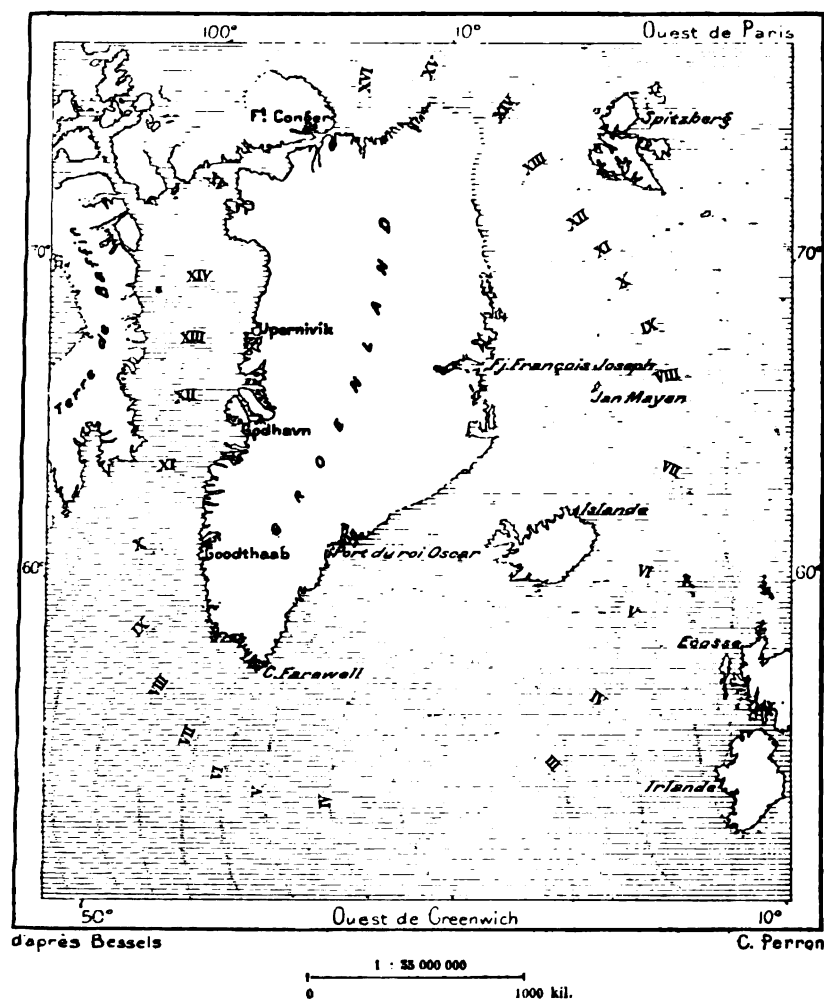 100° 10° Ouest de Paris
XVI XV
Ft Conger XIV Spitzberg
XIII
XV
XII
70° XI 70°
XIV X
Terre de Baffin
GROENLAND
Upernivik IX
XIII
Fj. François Joseph
VIII
XII I. Jan Mayen
Godhavn
XI VII
Islande
X Goodthaab Port du roi Oscar
60° VI 60°
V
IX
Ecosse
C. Farewell
VIII IV
VII
VI III
V IV Irlande
50° Ouest de Greenwich 10°
d'après Bessels C. Perron
1 : 35 000 000
0 1000 kil.